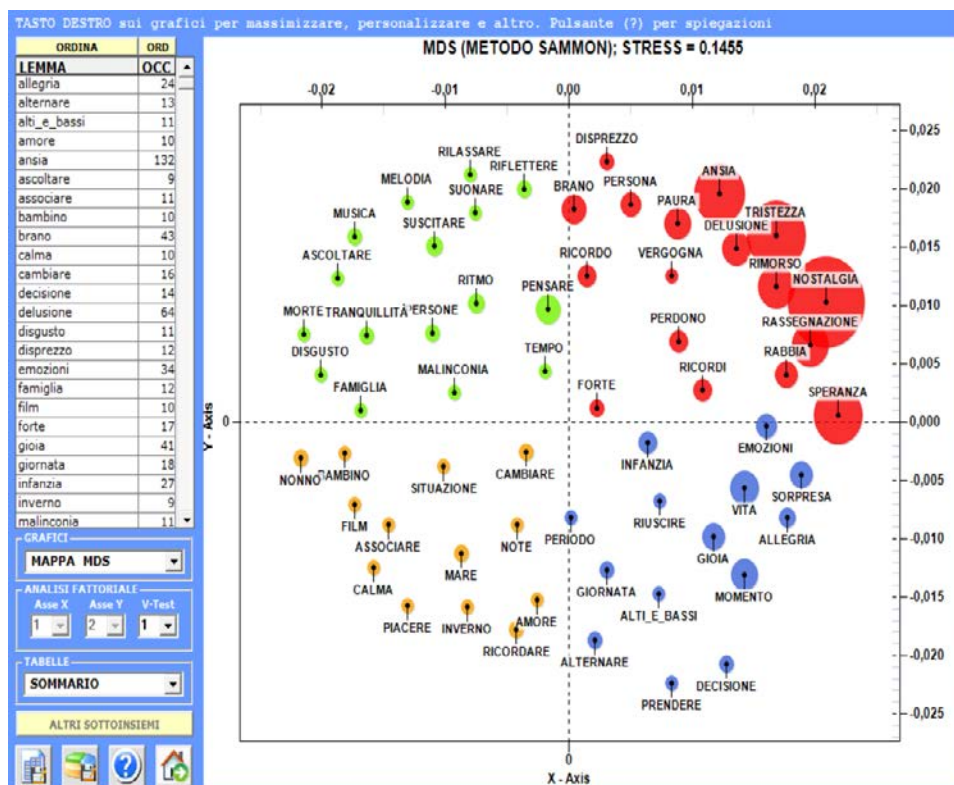 TASTO DESTRO sui grafici per massimizzare, personalizzare e altro. Pulsante (?) per spiegazioni
ORDINA ORD
LEMMA OCC
allegria 24
alternare 13
alti_e_bassi 11
amore 10
ansia 132
ascoltare 9
associare 11
bambino 10
brano 43
calma 10
cambiare 16
decisione 14
delusione 64
disgusto 11
disprezzo 12
emozioni 34
famiglia 12
film 10
forte 17
gioia 41
giornata 18
infanzia 27
inverno 9
malinconia 11
GRAFICI
MAPPA MDS
ANALISI FATTORIALE
Asse X Asse Y V-Test
1 2 1
TABELLE
SOMMARIO
ALTRI SOTTOINSIEMI
MDS (METODO SAMMON); STRESS = 0.1455
-0,02 -0,01 0,00 0,01 0,02
DISPREZZO
RILASSARE
RIFLETTERE
ANSIA
MELODIA
SUONARE
BRANO
PERSONA
PAURA
TRISTEZZA
MUSICA
SUSCITARE
DELUSIONE
ASCOLTARE
RICORDO
VERGOGNA
RIMORSO
RITMO
PENSARE
NOSTALGIA
MORTE
TRANQUILLITÀ
PERSONE
PERDONO
RASSEGNAZIONE
DISGUSTO
MALINCONIA
TEMPO
RICORDI
RABBIA
FAMIGLIA
FORTE
SPERANZA
0
EMOZIONI
NONNO
BAMBINO
SITUAZIONE
CAMBIARE
INFANZIA
SORPRESA
VITA
FILM
ASSOCIARE
NOTE
PERIODO
RIUSCIRE
ALLEGRIA
MARE
GIOIA
CALMA
GIORNATA
MOMENTO
PIACERE
INVERNO
AMORE
ALTI_E_BASSI
RICORDARE
ALTERNARE
DECISIONE
PRENDERE
0,025
0,020
0,015
0,010
0,005
0,000
-0,005
-0,010
-0,015
-0,020
-0,025
Y - Axis
0
X - Axis